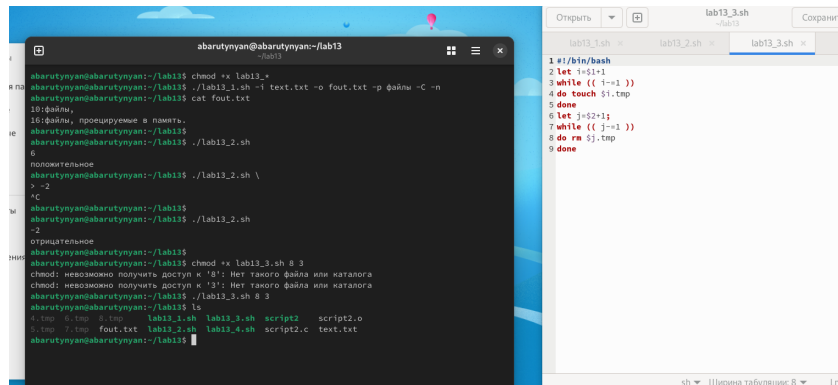 abarutynyan@abarutynyan:~/lab13
~/lab13
abarutynyan@abarutynyan:~/lab13$ chmod +x lab13_*
abarutynyan@abarutynyan:~/lab13$ ./lab13_1.sh -i text.txt -o fout.txt -p файлы -C -n
abarutynyan@abarutynyan:~/lab13$ cat fout.txt
10:файлы,
16:файлы, проецируемые в память.
abarutynyan@abarutynyan:~/lab13$
abarutynyan@abarutynyan:~/lab13$ ./lab13_2.sh
6
положительное
abarutynyan@abarutynyan:~/lab13$ ./lab13_2.sh \
> -2
^C
abarutynyan@abarutynyan:~/lab13$
abarutynyan@abarutynyan:~/lab13$ ./lab13_2.sh
-2
отрицательное
abarutynyan@abarutynyan:~/lab13$
abarutynyan@abarutynyan:~/lab13$ chmod +x lab13_3.sh 8 3
chmod: невозможно получить доступ к '8': Нет такого файла или каталога
chmod: невозможно получить доступ к '3': Нет такого файла или каталога
abarutynyan@abarutynyan:~/lab13$ ./lab13_3.sh 8 3
abarutynyan@abarutynyan:~/lab13$ ls
4.tmp 6.tmp 8.tmp lab13_1.sh lab13_3.sh script2 script2.o
5.tmp 7.tmp fout.txt lab13_2.sh lab13_4.sh script2.c text.txt
abarutynyan@abarutynyan:~/lab13$
Открыть
lab13_3.sh
~/lab13
Сохранит
lab13_1.sh × lab13_2.sh × lab13_3.sh ×
1 #!/bin/bash
2 let i=$1+1
3 while (( i-=1 ))
4 do touch $i.tmp
5 done
6 let j=$2+1;
7 while (( j-=1 ))
8 do rm $j.tmp
9 done
sh Ширина табуляции: 8